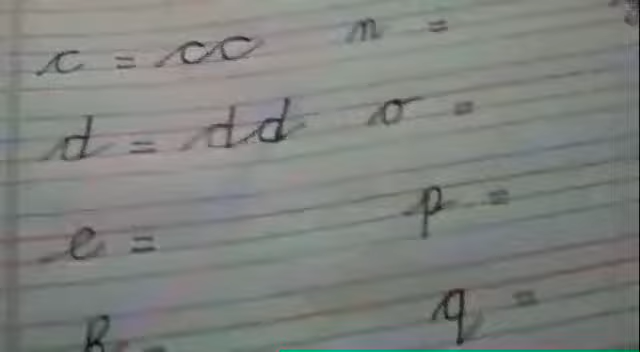 c = cc n =
d = dd o =
e = p =
q =